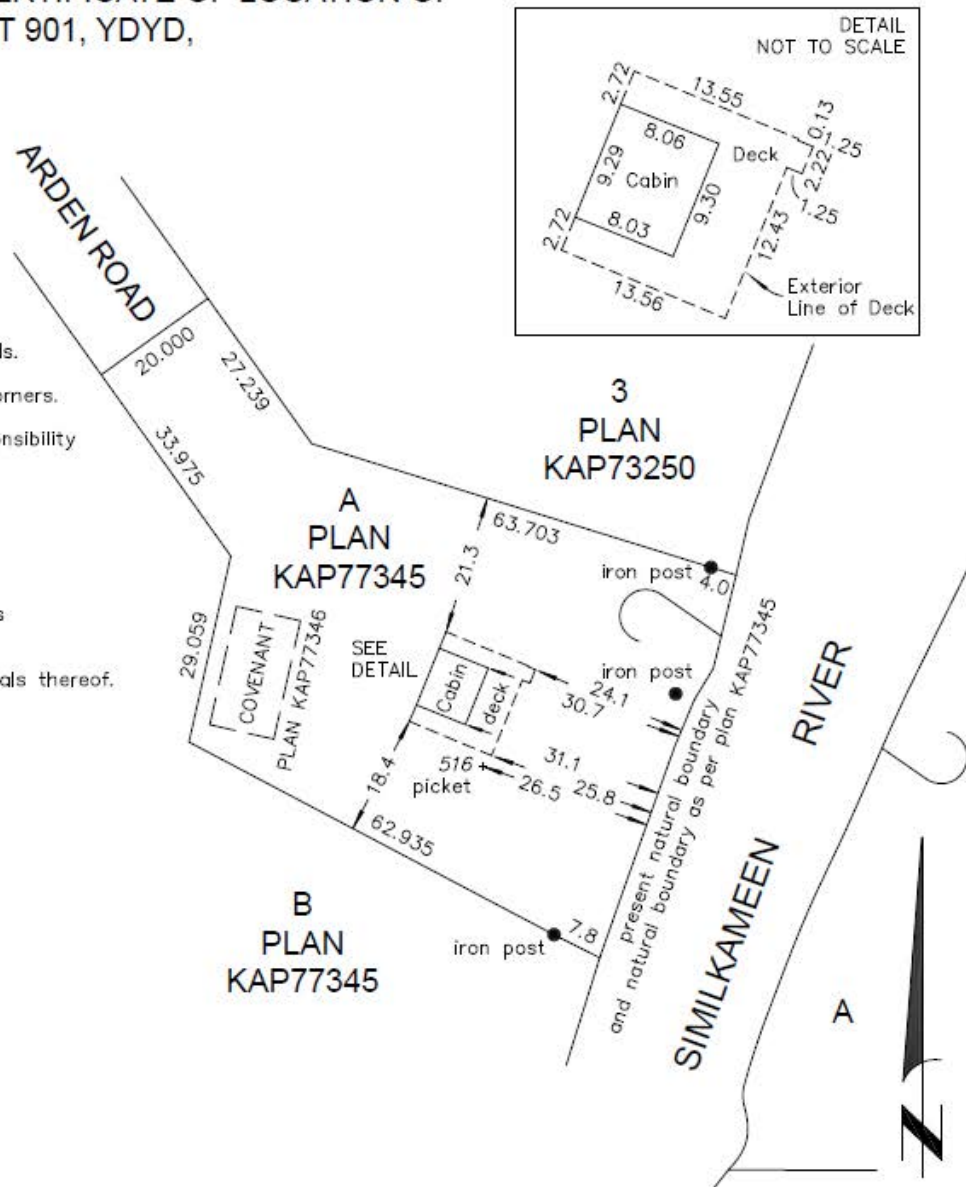 ERTIFICATE OF LOCATION OF
T 901, YDYD,
DETAIL
NOT TO SCALE
2.72
13.55
0.13
1.25
8.06
Deck
2.22
9.29
Cabin
9.30
1.25
8.03
12.43
2.72
13.56
Exterior
Line of Deck
ARDEN ROAD
20.000
27.239
33.975
ls.
orners.
onsibility
3
PLAN
KAP73250
A
PLAN
KAP77345
63.703
21.3
iron post
4.0
29.059
COVENANT
PLAN KAP77346
s
als thereof.
SEE
DETAIL
Cabin
deck
iron post
24.1
30.7
31.1
516
picket
26.5
25.8
18.4
62.935
present natural boundary
and natural boundary as per plan KAP77345
SIMILKAMEEN RIVER
B
PLAN
KAP77345
iron post
7.8
A
N